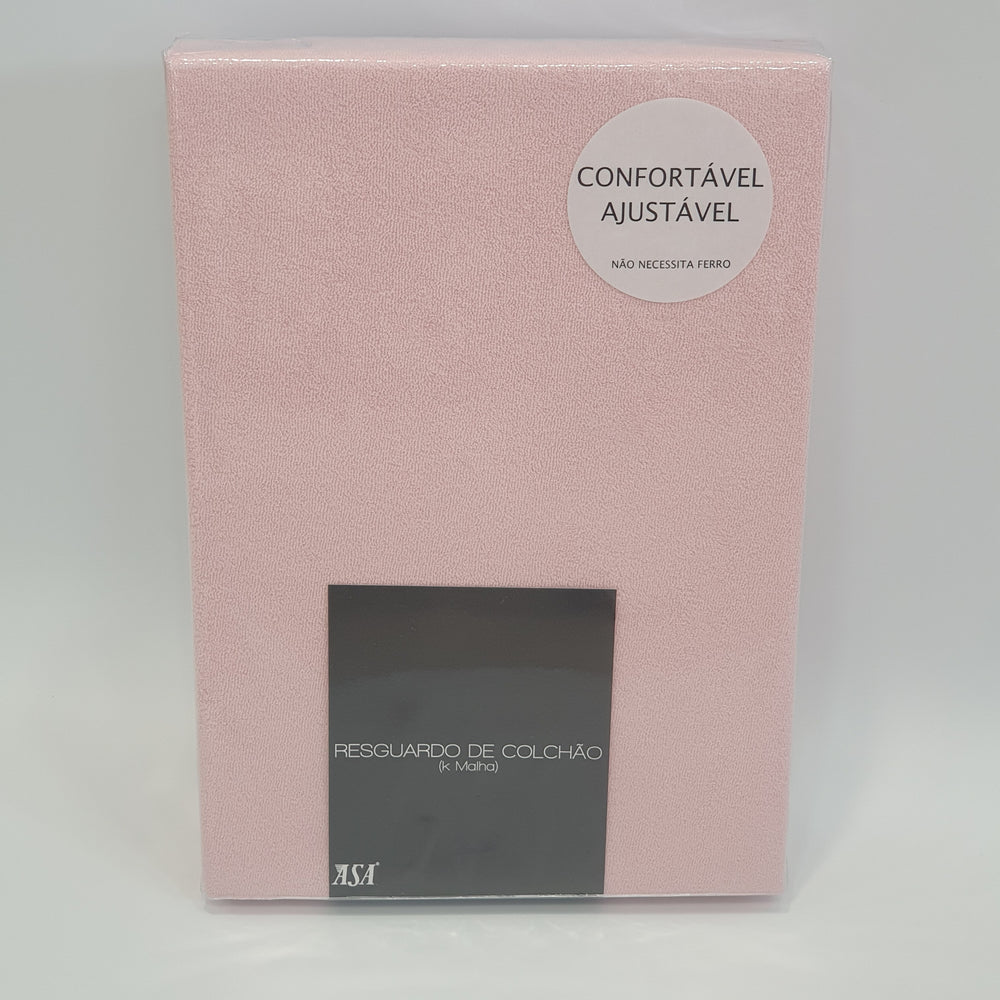 CONFORTÁVEL
AJUSTÁVEL
NÃO NECESSITA FERRO
RESGUARDO DE COLCHÃO
(k Malha)
ASA®